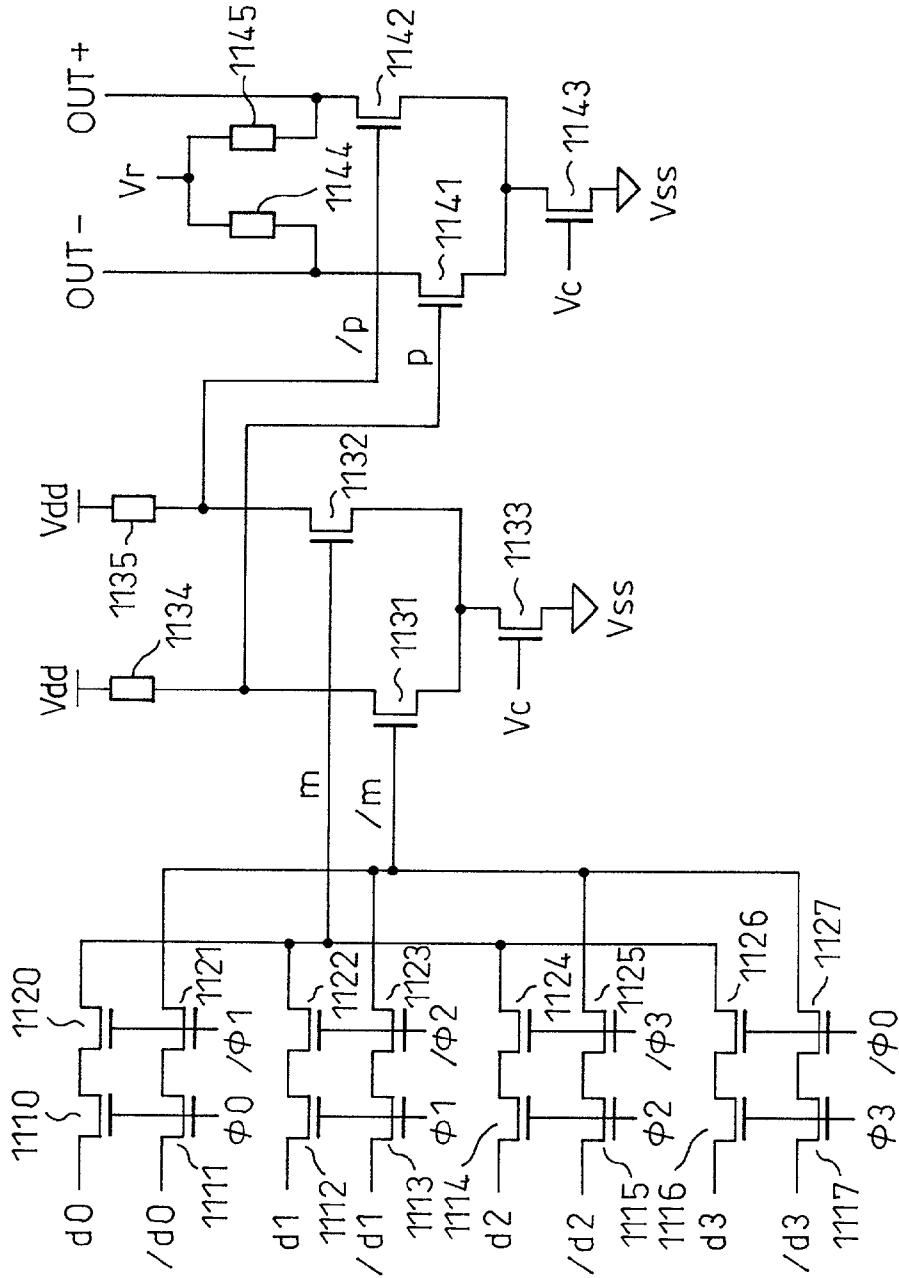 d0
1110
1120
/d0
1111
φ0
1121
/φ1
d1
1112
1122
/d1
1113
φ1
1123
/φ2
d2
1114
1124
/d2
1115
φ2
1125
/φ3
d3
1116
1126
/d3
1117
φ3
1127
/φ0
m
/m
Vdd
1134
Vdd
1135
1131
1132
Vc
1133
Vss
/p
p
OUT-
Vr
OUT+
1144
1145
1141
1142
Vc
1143
Vss